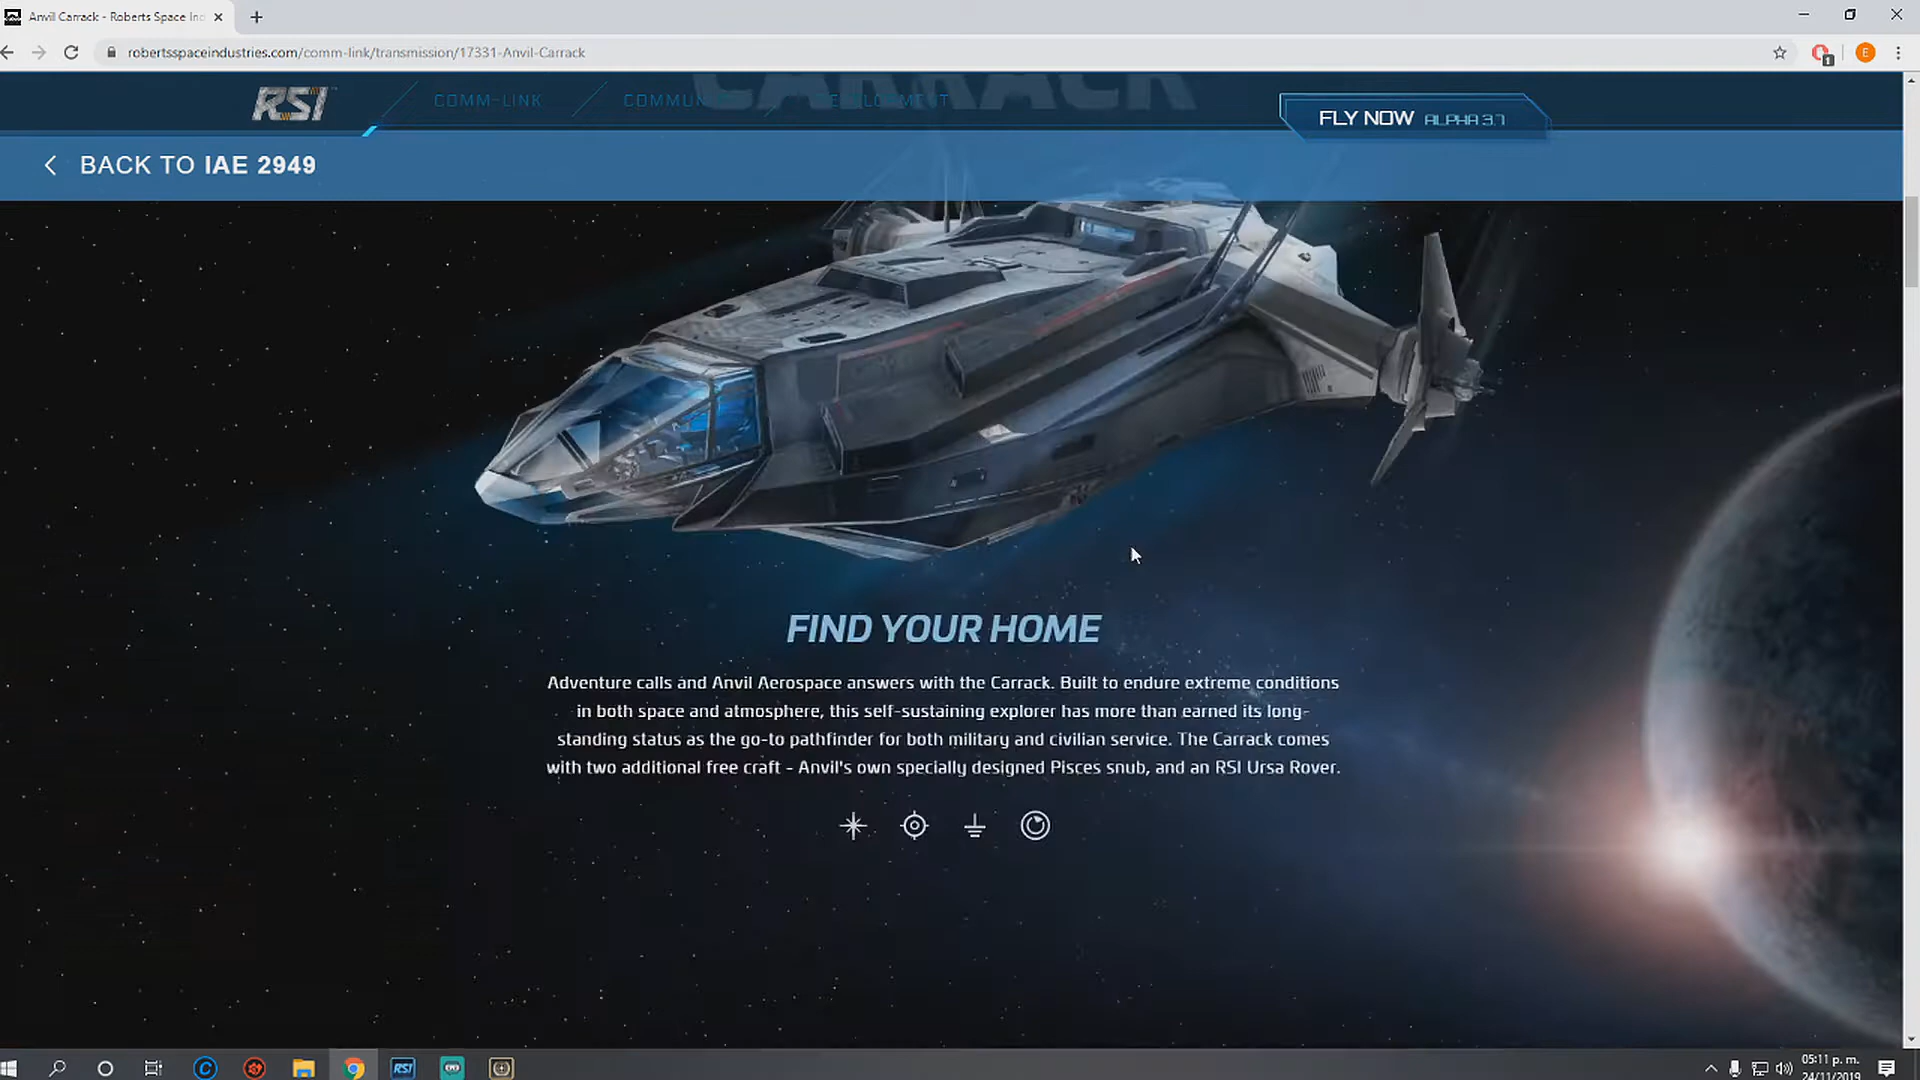 Anvil Carrack - Roberts Space In
robertsspaceindustries.com/comm-link/transmission/17331-Anvil-Carrack
1
E
CARRACK
RSI
COMM-LINK
FLY NOW ALPHA 3.7
BACK TO IAE 2949
FIND YOUR HOME
Adventure calls and Anvil Aerospace answers with the Carrack. Built to endure extreme conditions
in both space and atmosphere, this self-sustaining explorer has more than earned its long-
standing status as the go-to pathfinder for both military and civilian service. The Carrack comes
with two additional free craft - Anvil's own specially designed Pisces snub, and an RSI Ursa Rover.
RSI
05:11 p. m.
24/11/2019